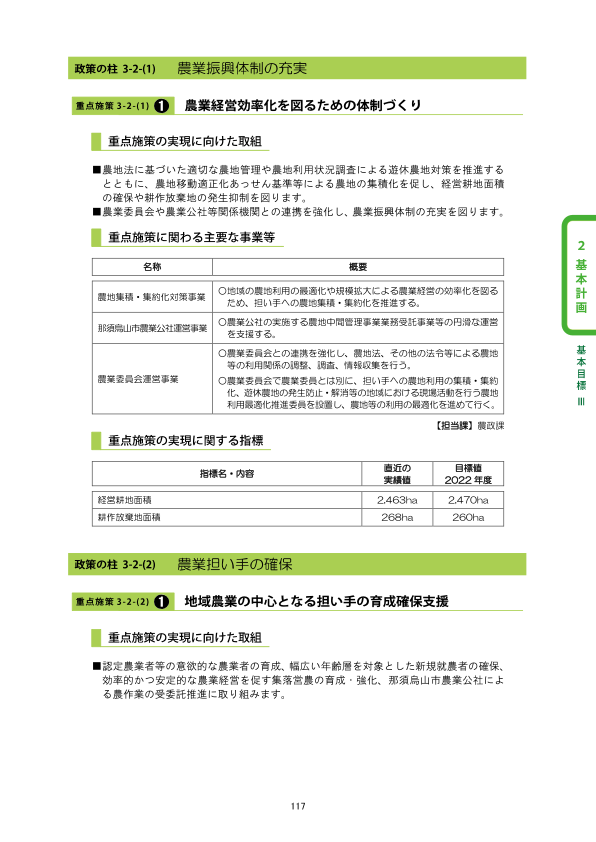 政策の柱 3-2-(1) 農業振興体制の充実
重点施策 3-2-(1) ❶ 農業経営効率化を図るための体制づくり
重点施策の実現に向けた取組
■農地法に基づいた適切な農地管理や農地利用状況調査による遊休農地対策を推進する
とともに、農地移動適正化あっせん基準等による農地の集積化を促し、経営耕地面積
の確保や耕作放棄地の発生抑制を図ります。
■農業委員会や農業公社等関係機関との連携を強化し、農業振興体制の充実を図ります。
重点施策に関わる主要な事業等
名称 概要
農地集積・集約化対策事業
○地域の農地利用の最適化や規模拡大による農業経営の効率化を図る
ため、担い手への農地集積・集約化を推進する。
那須烏山市農業公社運営事業
○農業公社の実施する農地中間管理事業業務受託事業等の円滑な運営
を支援する。
農業委員会運営事業
○農業委員会との連携を強化し、農地法、その他の法令等による農地
等の利用関係の調整、調査、情報収集を行う。
○農業委員会で農業委員とは別に、担い手への農地利用の集積・集約
化、遊休農地の発生防止・解消等の地域における現場活動を行う農地
利用最適化推進委員を設置し、農地等の利用の最適化を進めて行く。
【担当課】農政課
重点施策の実現に関する指標
指標名・内容 直近の実績値 目標値2022 年度
経営耕地面積 2,463ha 2,470ha
耕作放棄地面積 268ha 260ha
政策の柱 3-2-(2) 農業担い手の確保
重点施策 3-2-(2) ❶ 地域農業の中心となる担い手の育成確保支援
重点施策の実現に向けた取組
■認定農業者等の意欲的な農業者の育成、幅広い年齢層を対象とした新規就農者の確保、
効率的かつ安定的な農業経営を促す集落営農の育成・強化、那須烏山市農業公社によ
る農作業の受委託推進に取り組みます。
2 基本計画
基本目標 Ⅲ
117